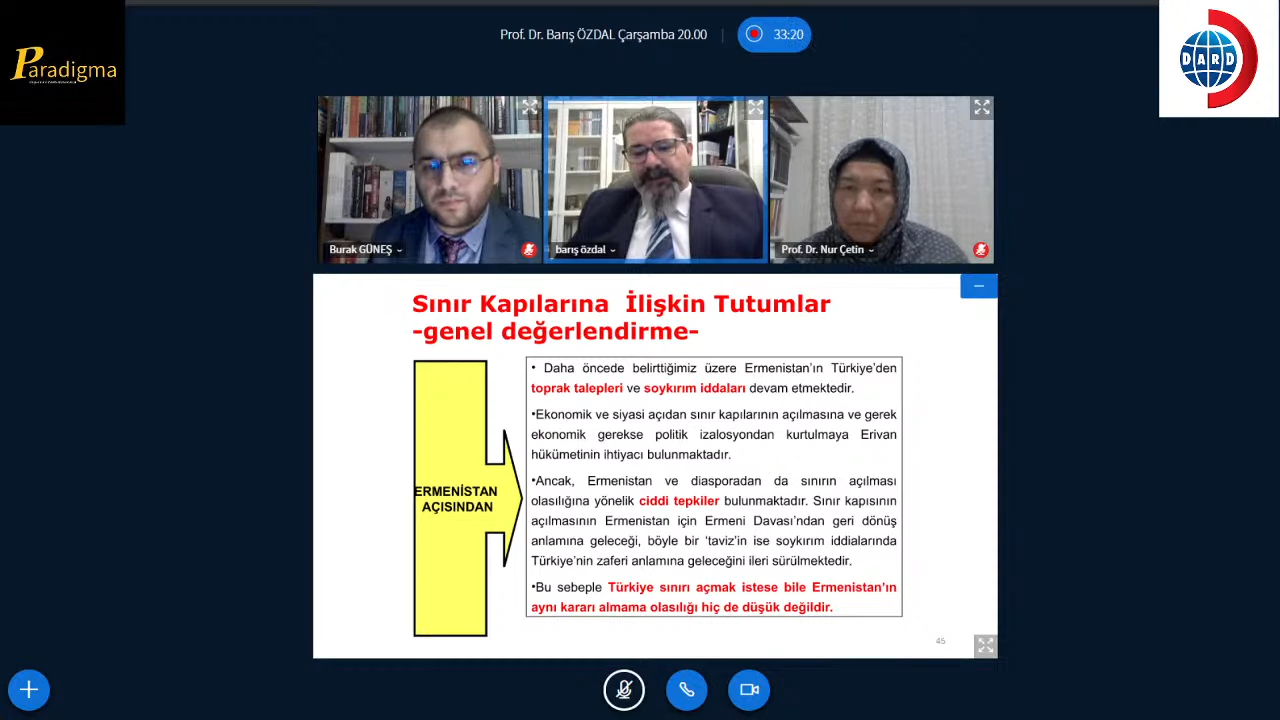 Prof. Dr. Barış ÖZDAL Çarşamba 20.00
33:20
Paradigma
DARD
Burak GÜNEŞ
barış özdal
Prof. Dr. Nur Çetin
Sınır Kapılarına İlişkin Tutumlar
-genel değerlendirme-
ERMENİSTAN
AÇISINDAN
• Daha öncede belirttiğimiz üzere Ermenistan'ın Türkiye'den
toprak talepleri ve soykırım iddaları devam etmektedir.
•Ekonomik ve siyasi açıdan sınır kapılarının açılmasına ve gerek
ekonomik gerekse politik izalosyondan kurtulmaya Erivan
hükümetinin ihtiyacı bulunmaktadır.
•Ancak, Ermenistan ve diasporadan da sınırın açılması
olasılığına yönelik ciddi tepkiler bulunmaktadır. Sınır kapısının
açılmasının Ermenistan için Ermeni Davası'ndan geri dönüş
anlamına geleceği, böyle bir 'taviz'in ise soykırım iddialarında
Türkiye'nin zaferi anlamına geleceğini ileri sürülmektedir.
•Bu sebeple Türkiye sınırı açmak istese bile Ermenistan'ın
aynı kararı almama olasılığı hiç de düşük değildir.
45